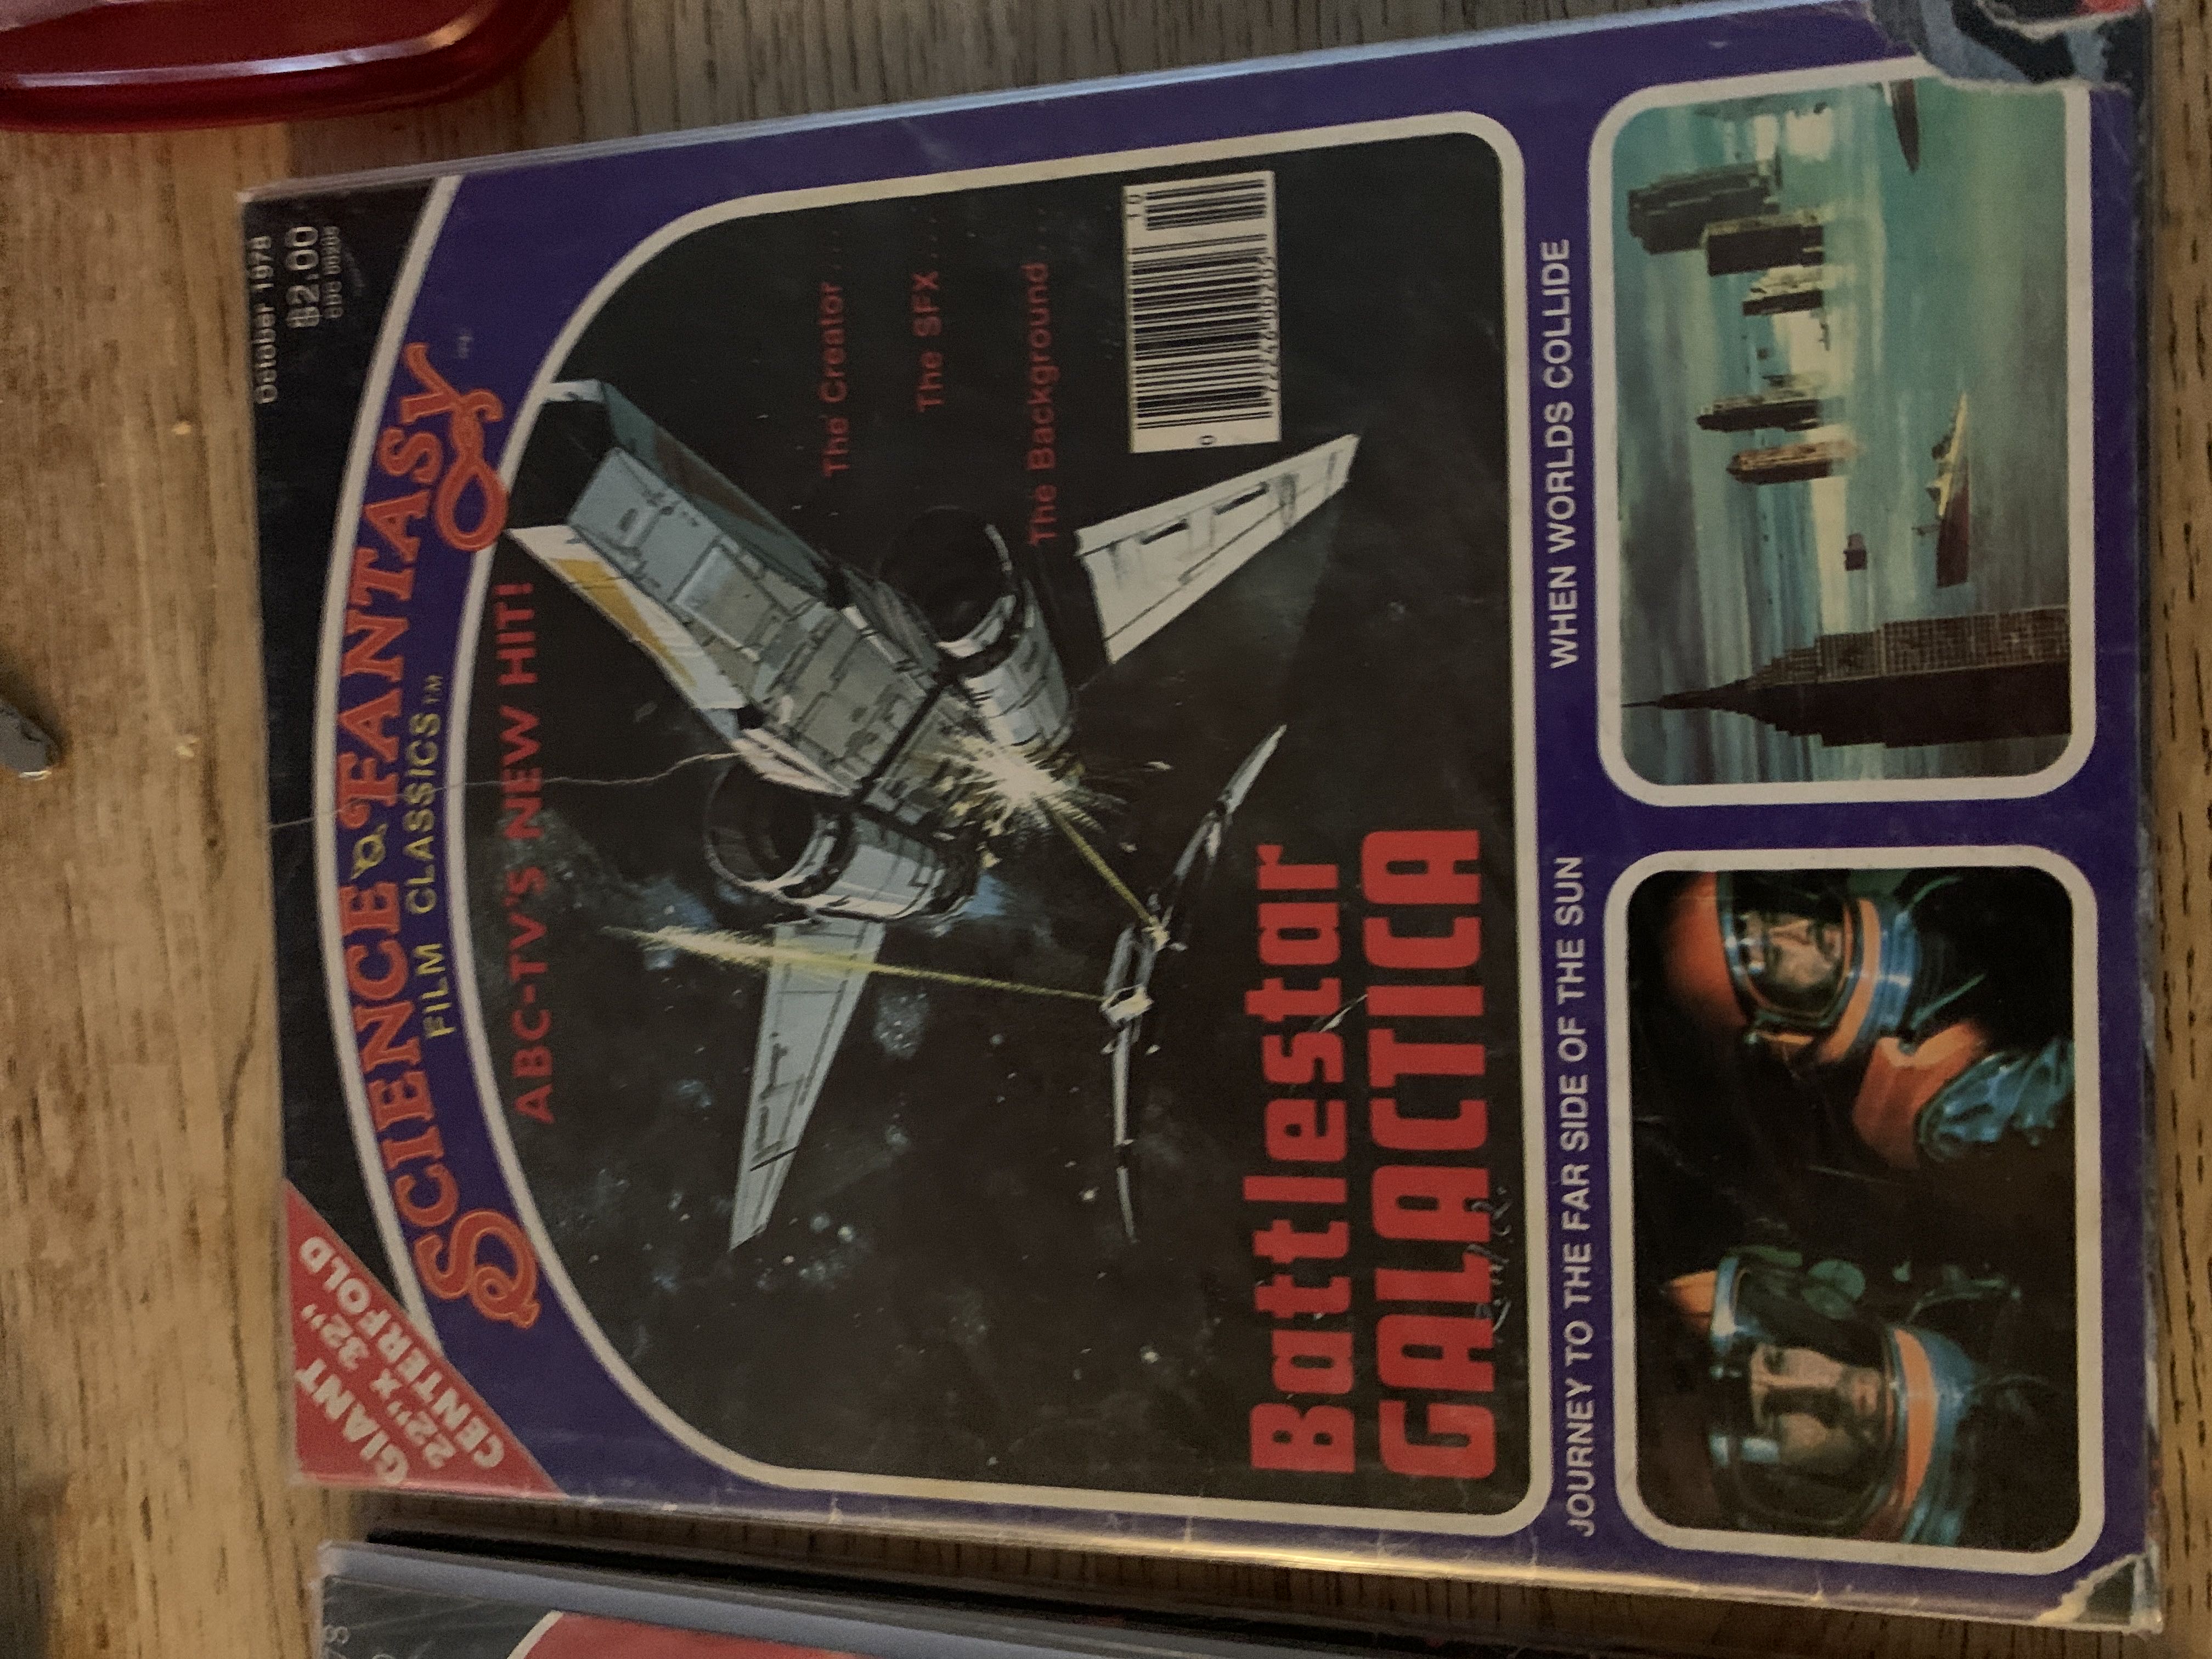 October 1978
$2.00
GIANT
22" X 32"
CENTERFOLD
SCIENCE & FANTASY
FILM CLASSICS™
ABC-TV'S NEW HIT!
The Creator . . .
The SFX . . .
The Background . . .
Battlestar
GALACTICA
JOURNEY TO THE FAR SIDE OF THE SUN
WHEN WORLDS COLLIDE